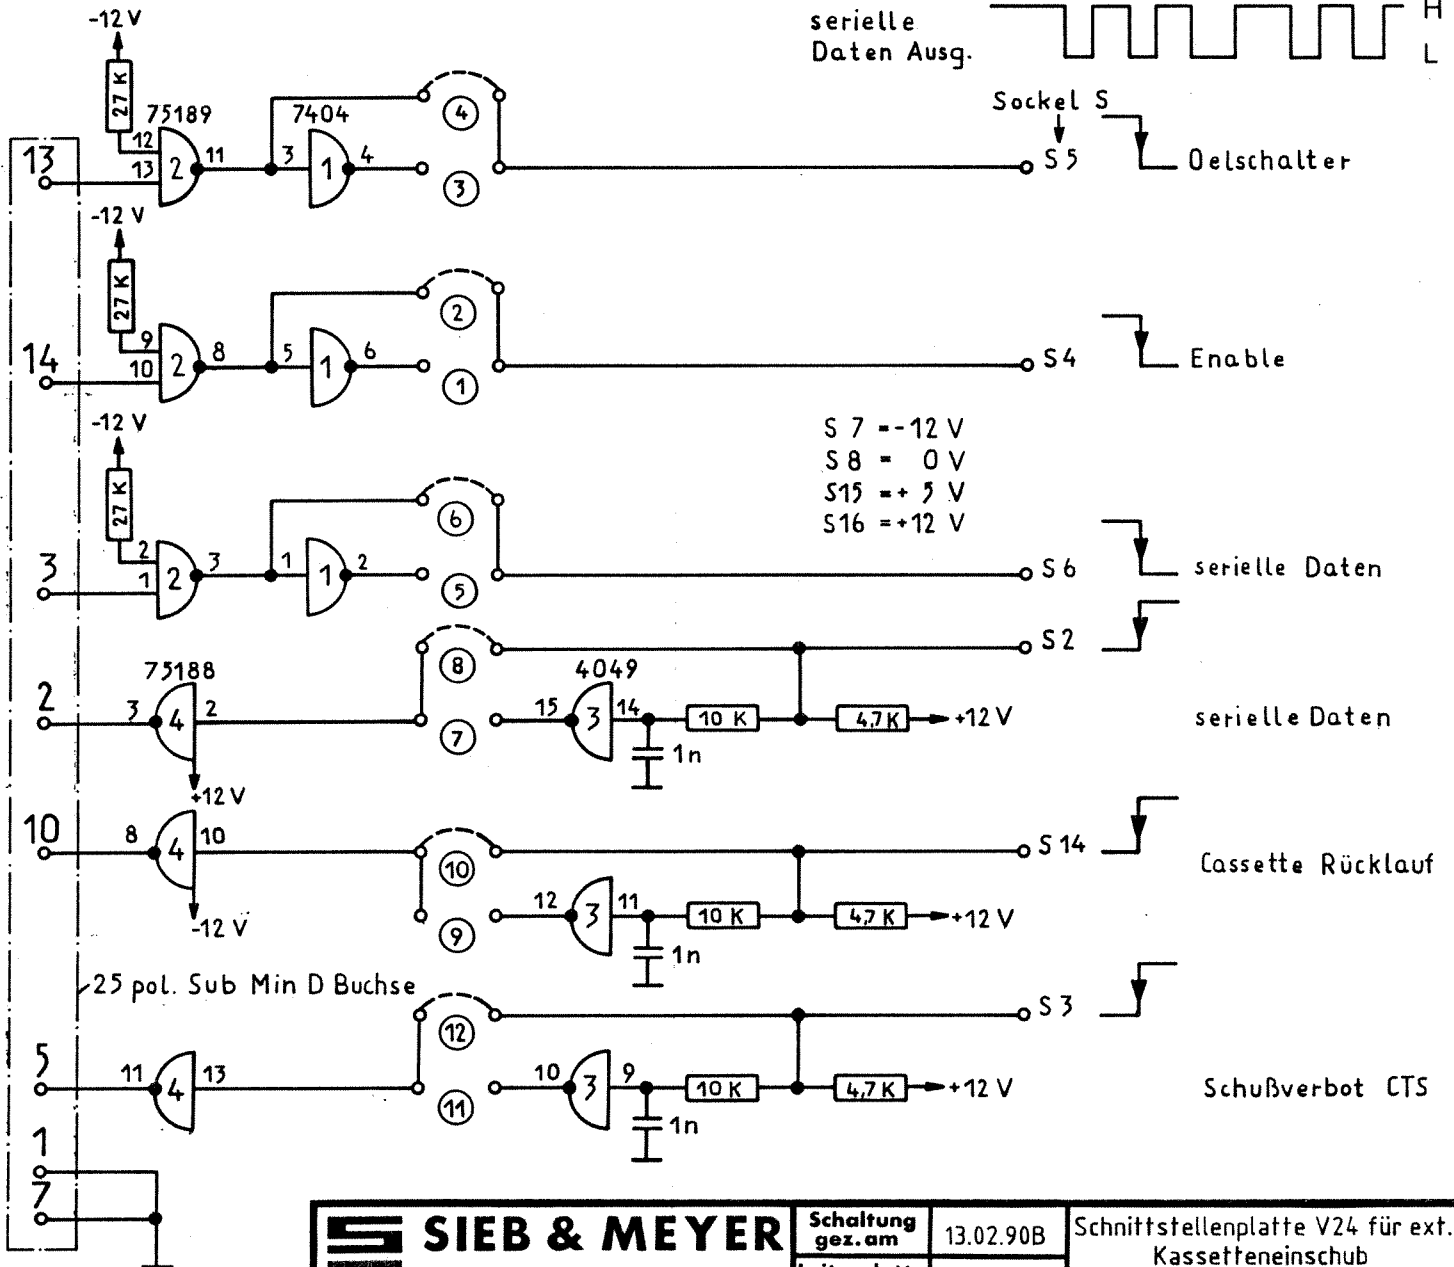 -12 V
serielle
Daten Ausg.
H
L
27 K
75189
7404
4
Sockel S
13
12
13
2
11
3
1
4
3
S 5
Oelschalter
-12 V
27 K
2
14
9
10
2
8
5
1
6
1
S 4
Enable
-12 V
S 7 = -12 V
S 8 = 0 V
S15 = + 5 V
S16 = +12 V
27 K
6
3
2
1
2
3
1
1
2
5
S 6
serielle Daten
75188
8
4049
S 2
2
3
4
2
7
15
3
14
10 K
4,7 K
+12 V
serielle Daten
1n
+12 V
10
8
4
10
10
S 14
Cassette Rücklauf
-12 V
9
12
3
11
10 K
4,7 K
+12 V
1n
25 pol. Sub Min D Buchse
12
S 3
5
11
4
13
11
10
3
9
10 K
4,7 K
+12 V
Schußverbot CTS
1n
1
7
SIEB & MEYER
Schaltung
gez.am
13.02.90B
Schnittstellenplatte V24 für ext.
Kassetteneinschub